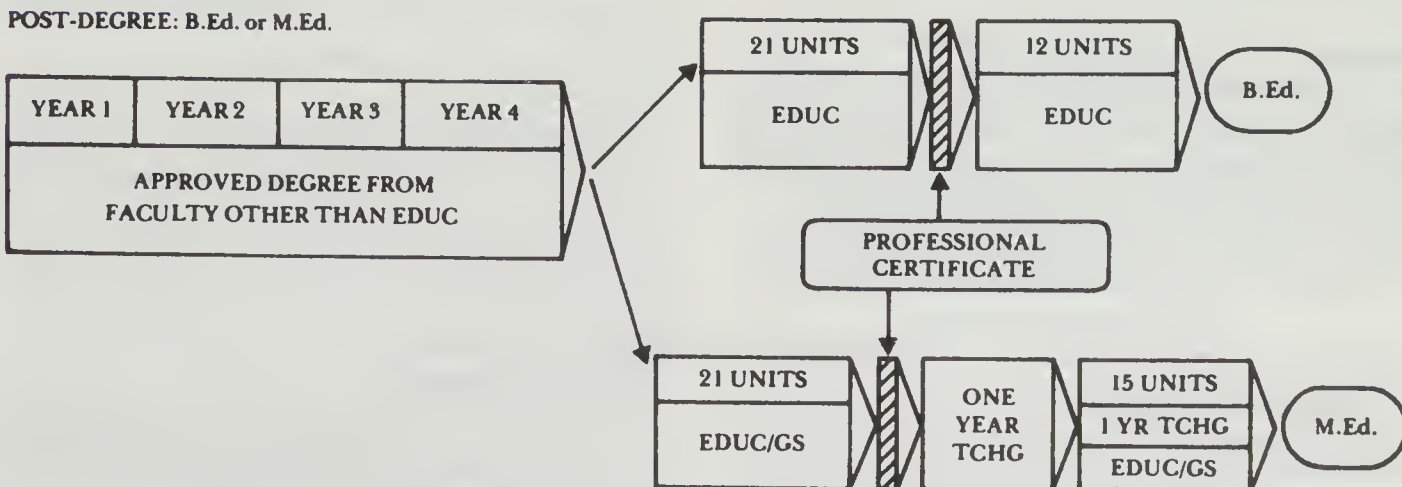 POST-DEGREE: B.Ed. or M.Ed.
YEAR 1
YEAR 2
YEAR 3
YEAR 4
APPROVED DEGREE FROM
FACULTY OTHER THAN EDUC
21 UNITS
EDUC
12 UNITS
EDUC
B.Ed.
PROFESSIONAL
CERTIFICATE
21 UNITS
EDUC/GS
ONE
YEAR
TCHG
15 UNITS
1 YR TCHG
EDUC/GS
M.Ed.